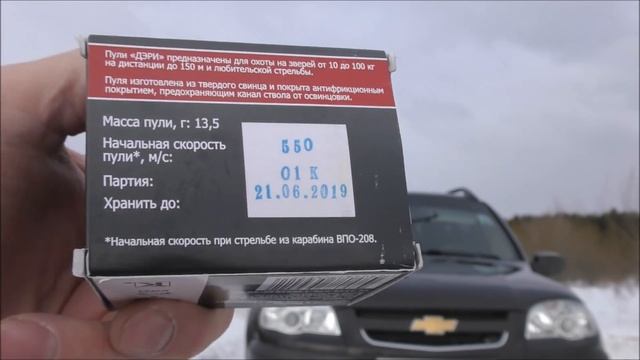 Пули «ДЭРИ» предназначены для охоты на зверей от 10 до 100 кг
на дистанции до 150 м и любительской стрельбы.
Пуля изготовлена из твердого свинца и покрыта антифрикционным
покрытием, предохраняющим канал ствола от освинцовки.
Масса пули, г: 13,5
Начальная скорость
пули*, м/с: 550
Партия: 01 К
Хранить до: 21.06.2019
*Начальная скорость при стрельбе из карабина ВПО-208.